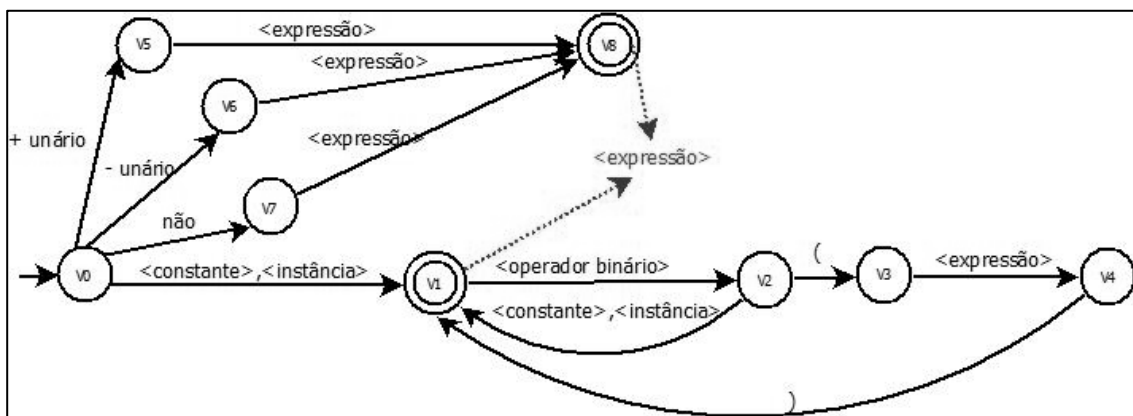 <expressão>
V5
V8
<expressão>
V6
+ unário
<expressão>
- unário
<expressão>
V7
não
V0
<constante>,<instância>
V1
<operador binário>
V2
(
V3
<expressão>
V4
<constante>,<instância>
)